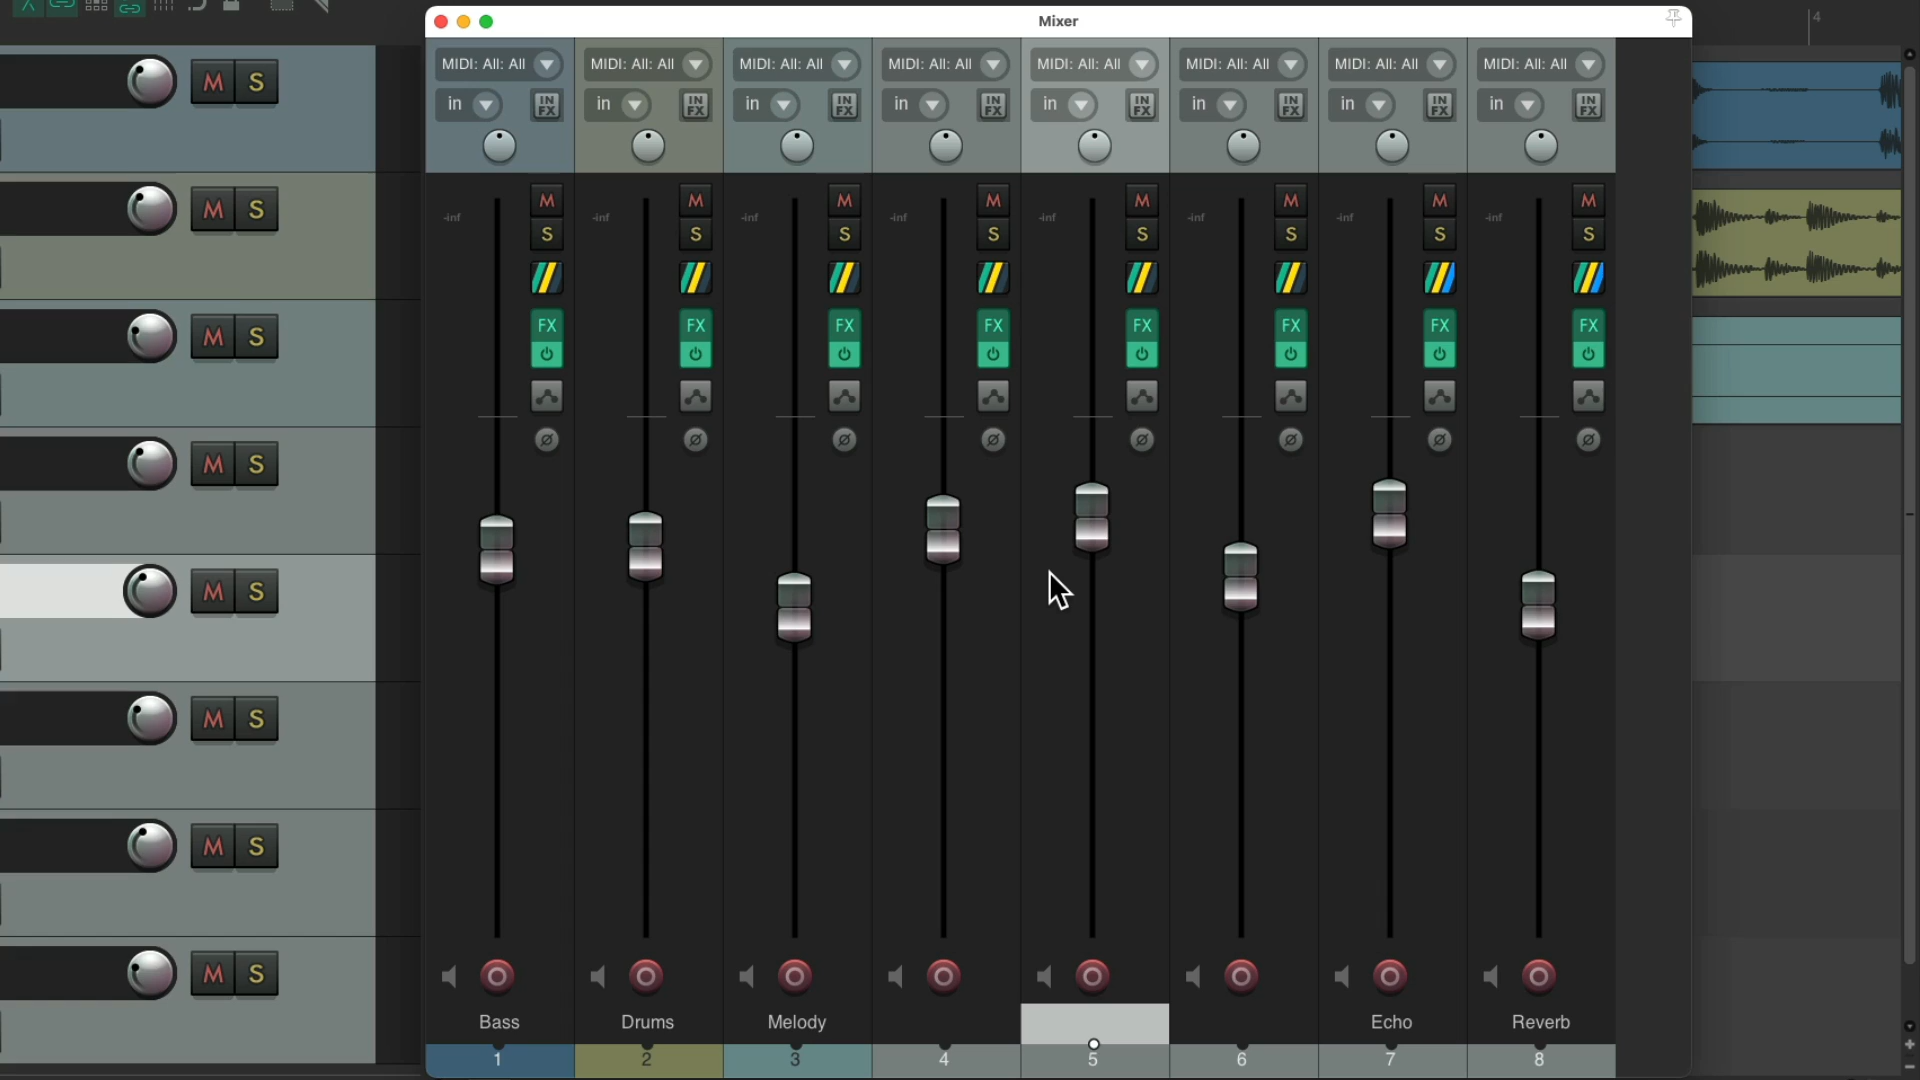 Mixer
4
MIDI: All: All MIDI: All: All MIDI: All: All MIDI: All: All MIDI: All: All MIDI: All: All MIDI: All: All MIDI: All: All
in IN FX in IN FX in IN FX in IN FX in IN FX in IN FX in IN FX in IN FX
M S
M S
M S
M S
M S
M S
M S
M S
-inf M -inf M -inf M -inf M -inf M -inf M -inf M -inf M
S S S S S S S S
FX FX FX FX FX FX FX FX
Bass Drums Melody Echo Reverb
1 2 3 4 5 6 7 8